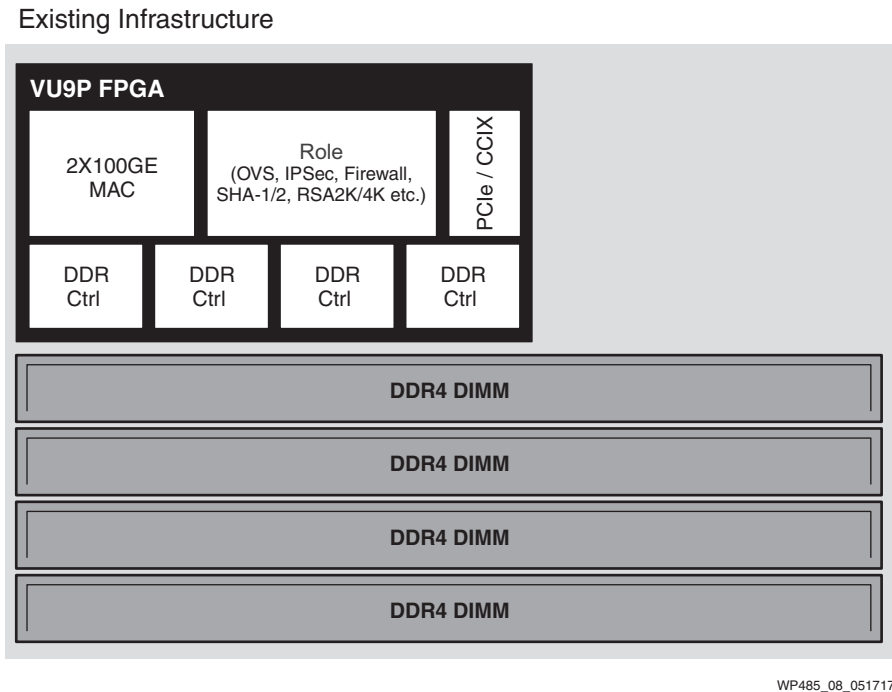 Existing Infrastructure
VU9P FPGA
2X100GE
MAC
Role
(OVS, IPSec, Firewall,
SHA-1/2, RSA2K/4K etc.)
PCIe / CCIX
DDR
Ctrl
DDR
Ctrl
DDR
Ctrl
DDR
Ctrl
DDR4 DIMM
DDR4 DIMM
DDR4 DIMM
DDR4 DIMM
WP485_08_051717